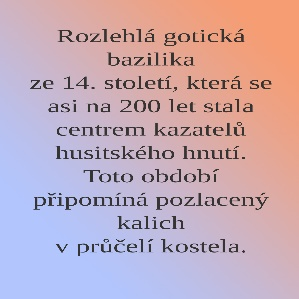 Rozlehlá gotická
bazilika
ze 14. století, která se
asi na 200 let stala
centrem kazatelů
husitského hnutí.
Toto období
připomíná pozlacený
kalich
v průčelí kostela.